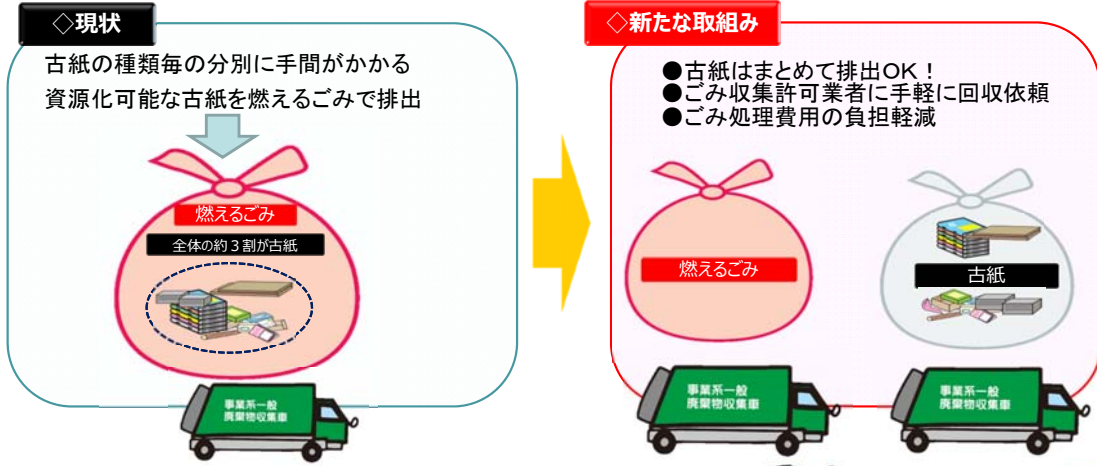 ◇現状
古紙の種類毎の分別に手間がかかる
資源化可能な古紙を燃えるごみで排出
燃えるごみ
全体の約3割が古紙
事業系一般
廃棄物収集車
◇新たな取組み
●古紙はまとめて排出OK!
●ごみ収集許可業者に手軽に回収依頼
●ごみ処理費用の負担軽減
燃えるごみ
古紙
事業系一般
廃棄物収集車
事業系一般
廃棄物収集車